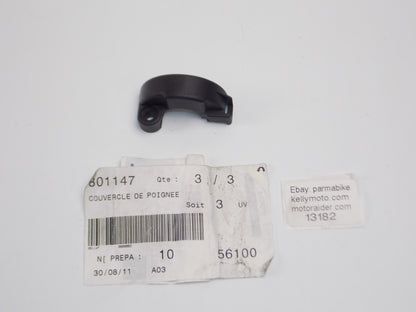 801147 Qte : 3 / 3
COUVERCLE DE POIGNEE
Soit 3 UV
N[ PREPA : 10 56100
30/08/11 A03
Ebay parmabike
kellymoto.com
motoraider.com
13182